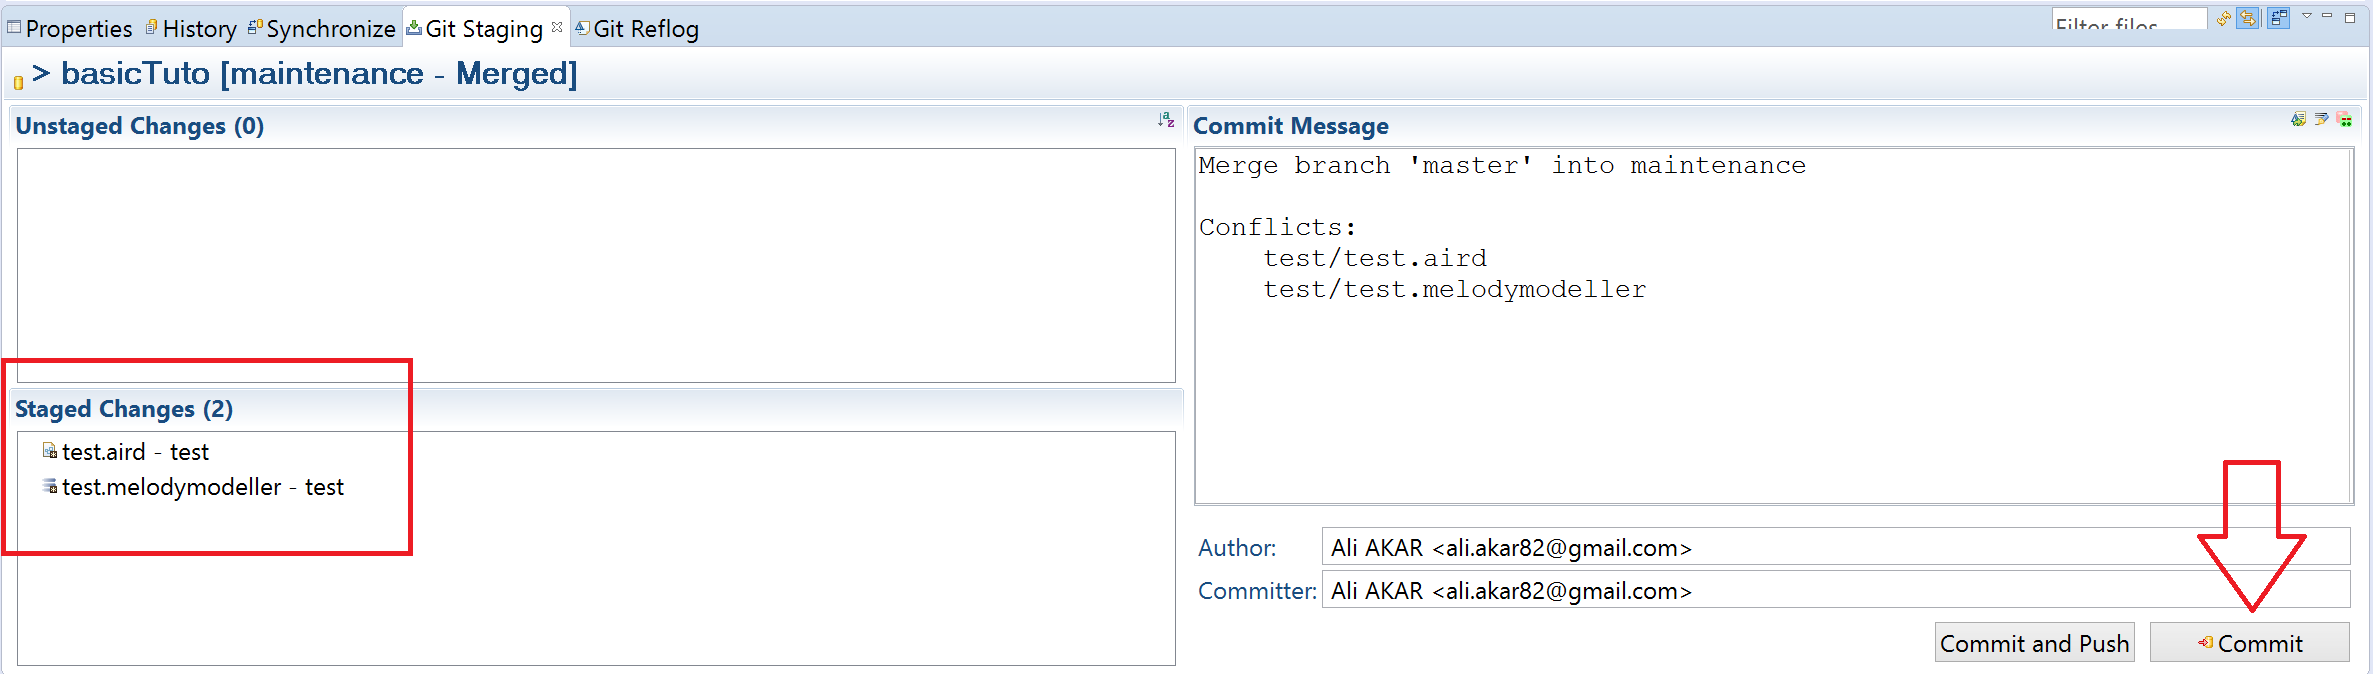 Properties History Synchronize Git Staging Git Reflog Filter files
> basicTuto [maintenance - Merged]
Unstaged Changes (0)
Staged Changes (2)
test.aird - test
test.melodymodeller - test
Commit Message
Merge branch 'master' into maintenance
Conflicts:
test/test.aird
test/test.melodymodeller
Author: Ali AKAR <ali.akar82@gmail.com>
Committer: Ali AKAR <ali.akar82@gmail.com>
Commit and Push Commit